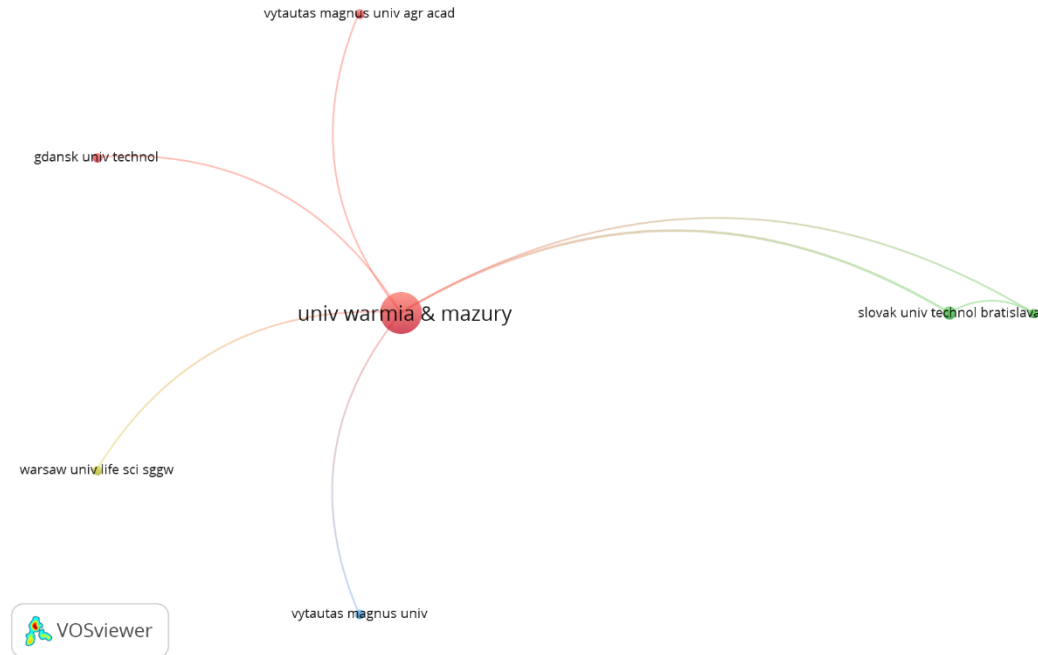 vytautas magnus univ agr acad
gdansk univ technol
univ warmia & mazury
slovak univ technol bratislava
warsaw univ life sci sggw
vytautas magnus univ
VOSviewer